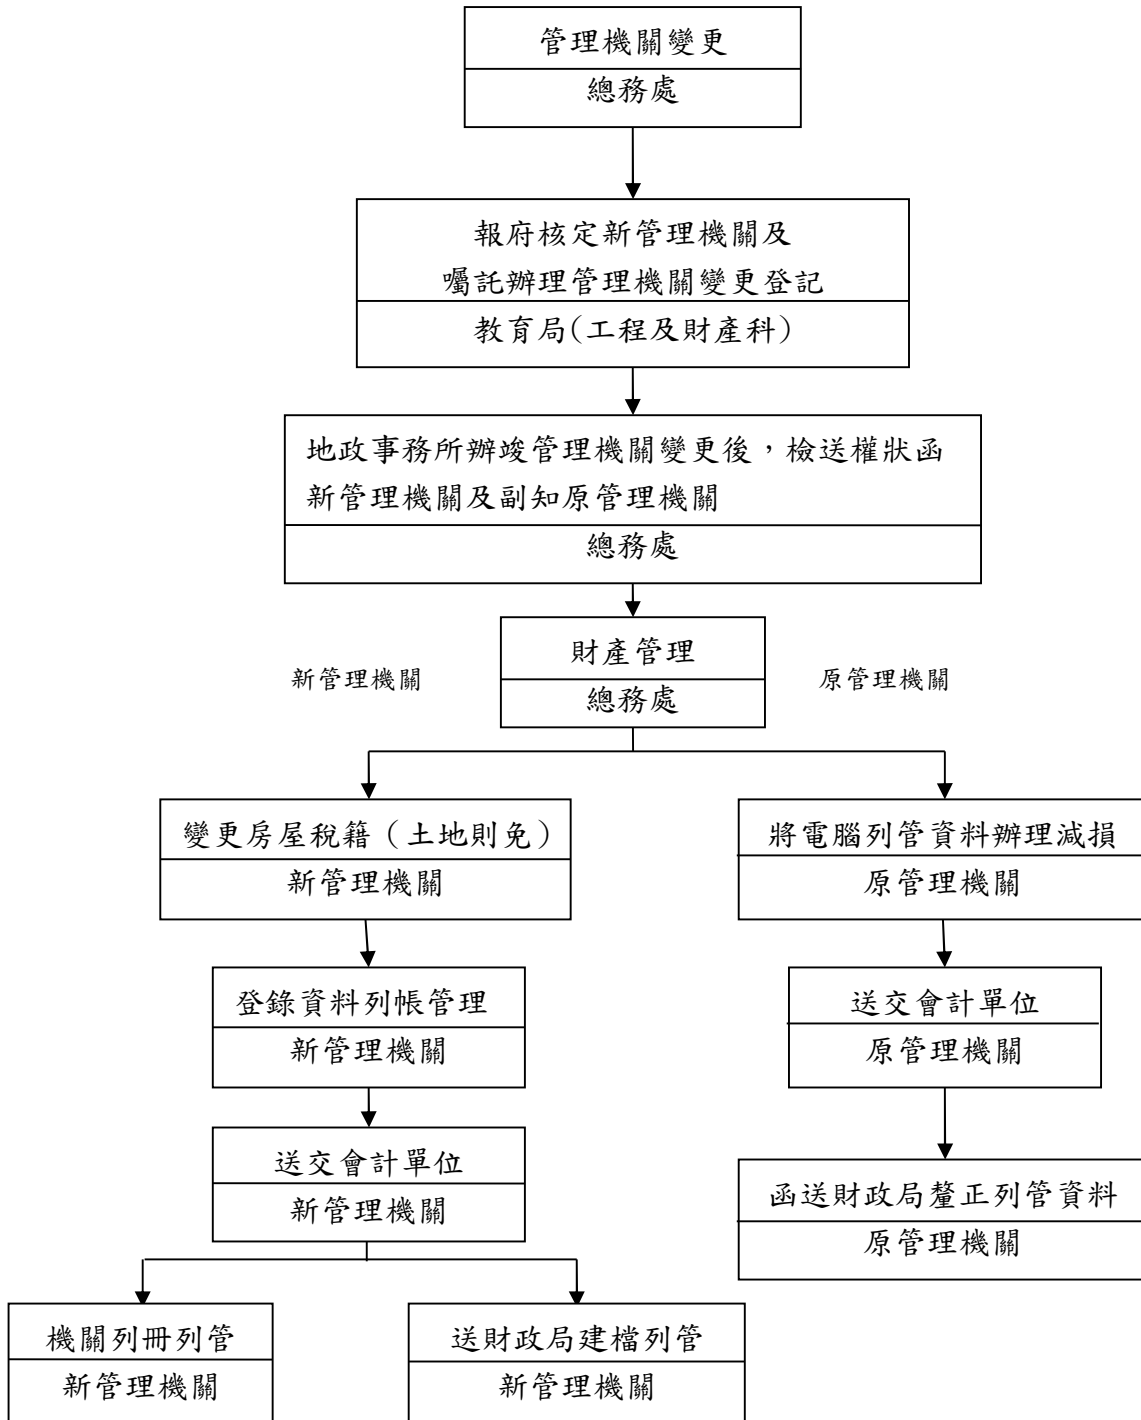 管理機關變更
總務處
報府核定新管理機關及
囑託辦理管理機關變更登記
教育局(工程及財產科)
地政事務所辦竣管理機關變更後，檢送權狀函
新管理機關及副知原管理機關
總務處
財產管理
總務處
新管理機關
原管理機關
變更房屋稅籍（土地則免）
新管理機關
將電腦列管資料辦理減損
原管理機關
登錄資料列帳管理
新管理機關
送交會計單位
原管理機關
送交會計單位
新管理機關
函送財政局釐正列管資料
原管理機關
機關列冊列管
新管理機關
送財政局建檔列管
新管理機關